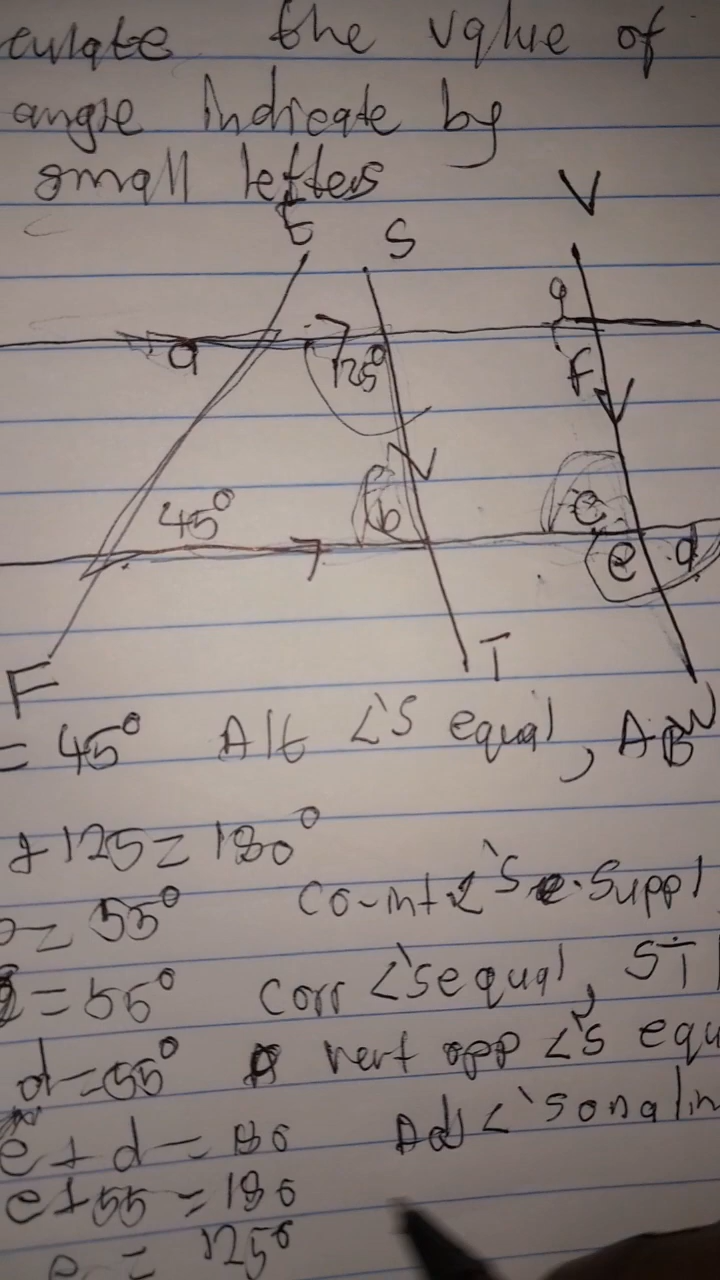 culate the value of
angle indicate by
small letters
E S V
g
a 125° f
45° b c
e d
F T W
= 45° Alt <'s equal, AB
+ 125 = 180°
b = 55° Co-int <'s suppl
= 55° Corr <'s equal, ST
d = 55° vert opp <'s equ
e + d = 180 Adj <'s on a lin
e + 55 = 180
e = 125°